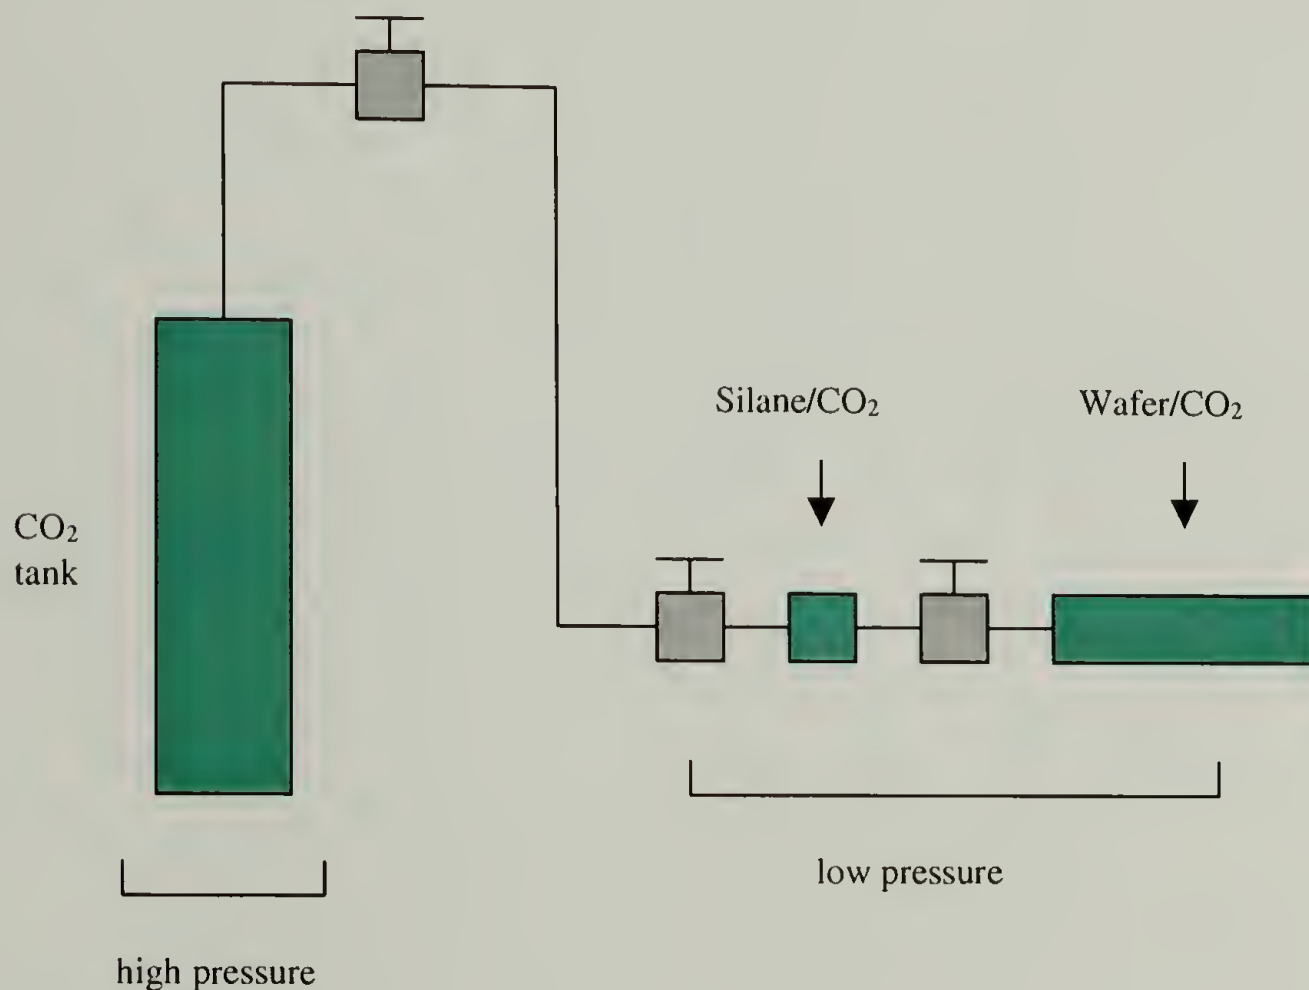 Silane/CO₂
Wafer/CO₂
CO₂
tank
low pressure
high pressure